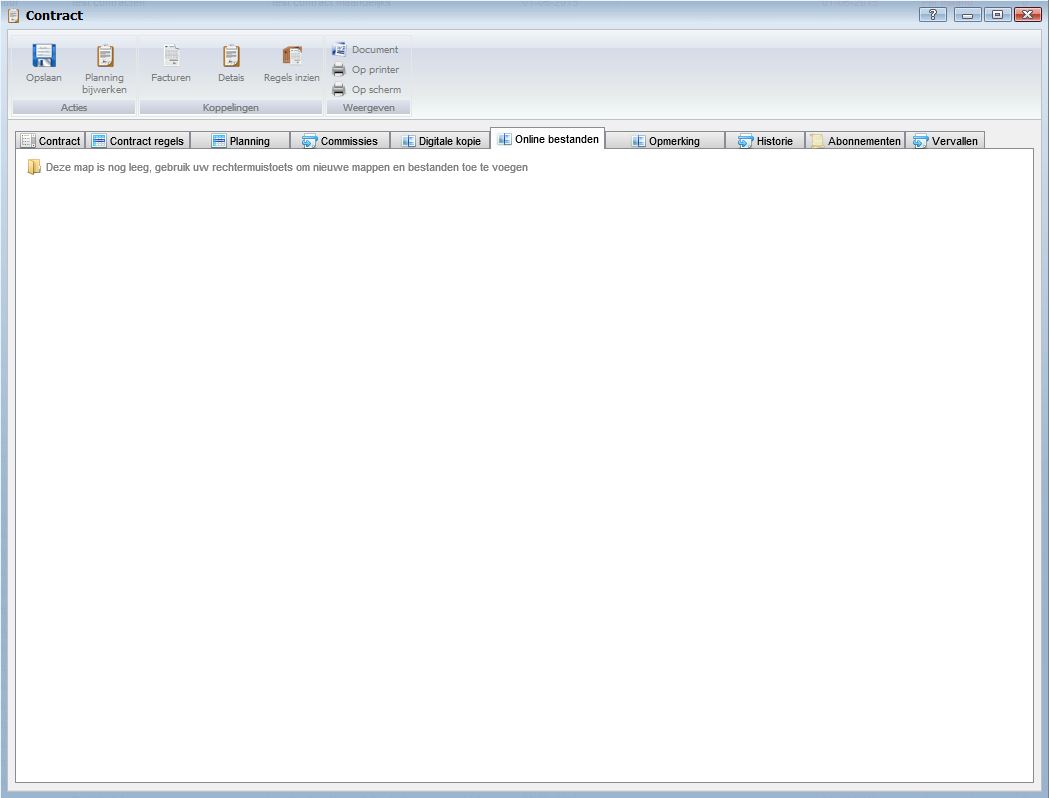 Contract
Opslaan
Planning
bijwerken
Acties
Facturen
Detais
Regels inzien
Koppelingen
Document
Op printer
Op scherm
Weergeven
Contract
Contract regels
Planning
Commissies
Digitale kopie
Online bestanden
Opmerking
Historie
Abonnementen
Vervallen
Deze map is nog leeg, gebruik uw rechtermuistoets om nieuwe mappen en bestanden toe te voegen